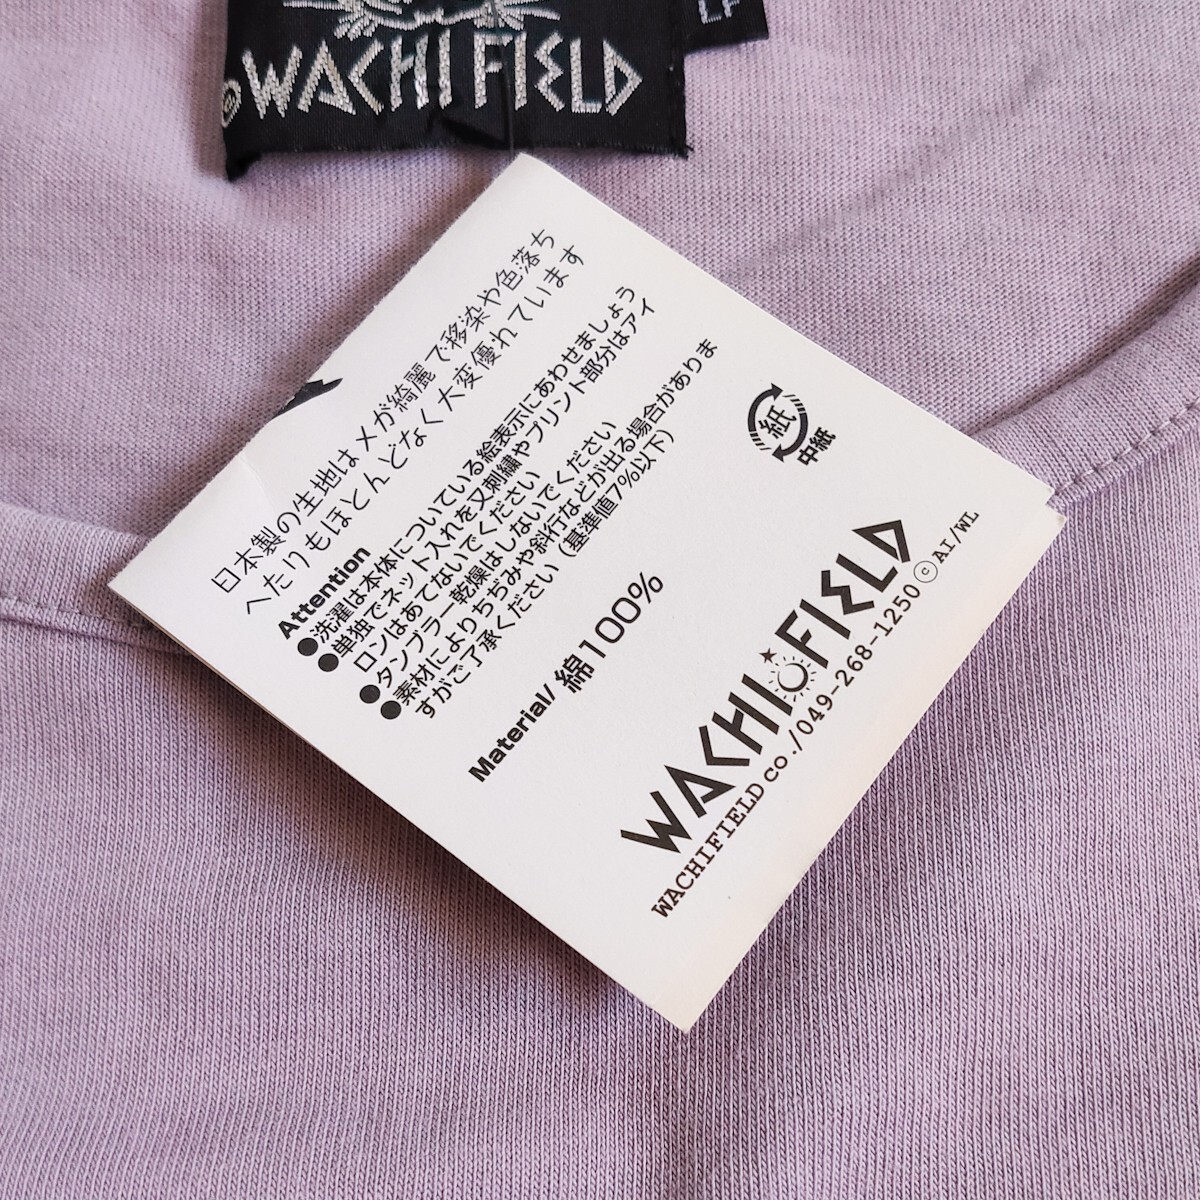 WACHIFIELD
LF
日本製の生地はメが綺麗で移染や色落ち
へたりもほとんどなく大変優れています
Attention
●洗濯は本体についている絵表示にあわせましょう
●単独でネット入れを又刺繍やプリント部分はアイ
ロンはあてないでください
●タンブラー乾燥はしないでください
●素材によりちぢみや斜行などが出る場合がありま
すがご了承ください(基準値7%以下)
Material/ 綿100%
紙
中紙
WACHIFIELD
WACHIFIELD Co./049-268-1250 ©AI/WL